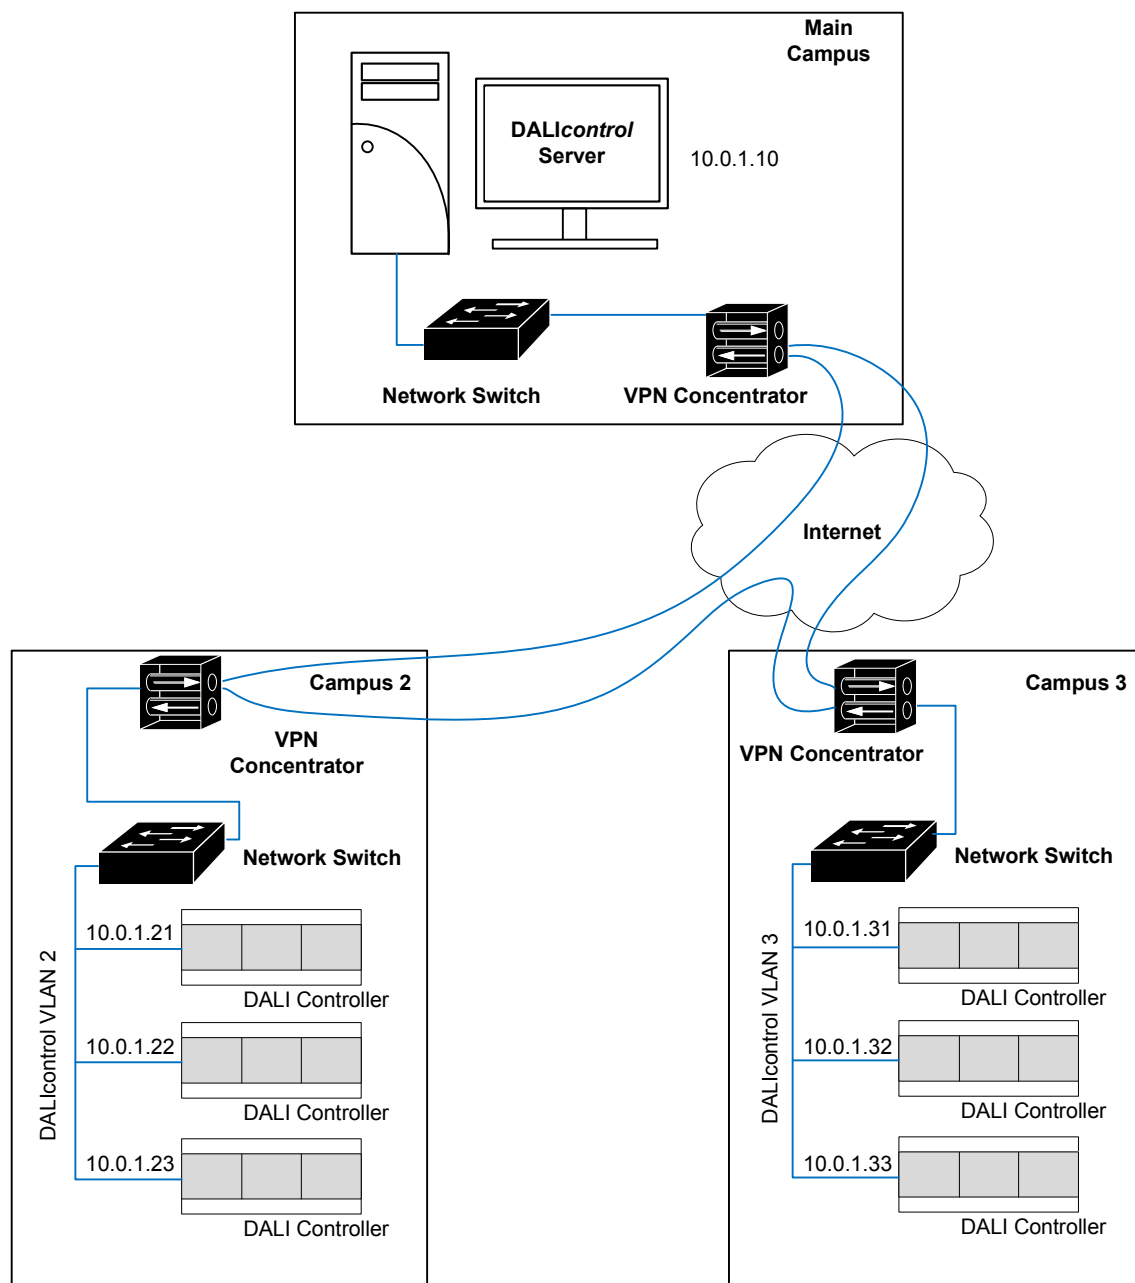 Main
Campus
DALIcontrol
Server
10.0.1.10
Network Switch
VPN Concentrator
Internet
Campus 2
VPN
Concentrator
Network Switch
DALIcontrol VLAN 2
10.0.1.21
DALI Controller
10.0.1.22
DALI Controller
10.0.1.23
DALI Controller
Campus 3
VPN Concentrator
Network Switch
DALIcontrol VLAN 3
10.0.1.31
DALI Controller
10.0.1.32
DALI Controller
10.0.1.33
DALI Controller